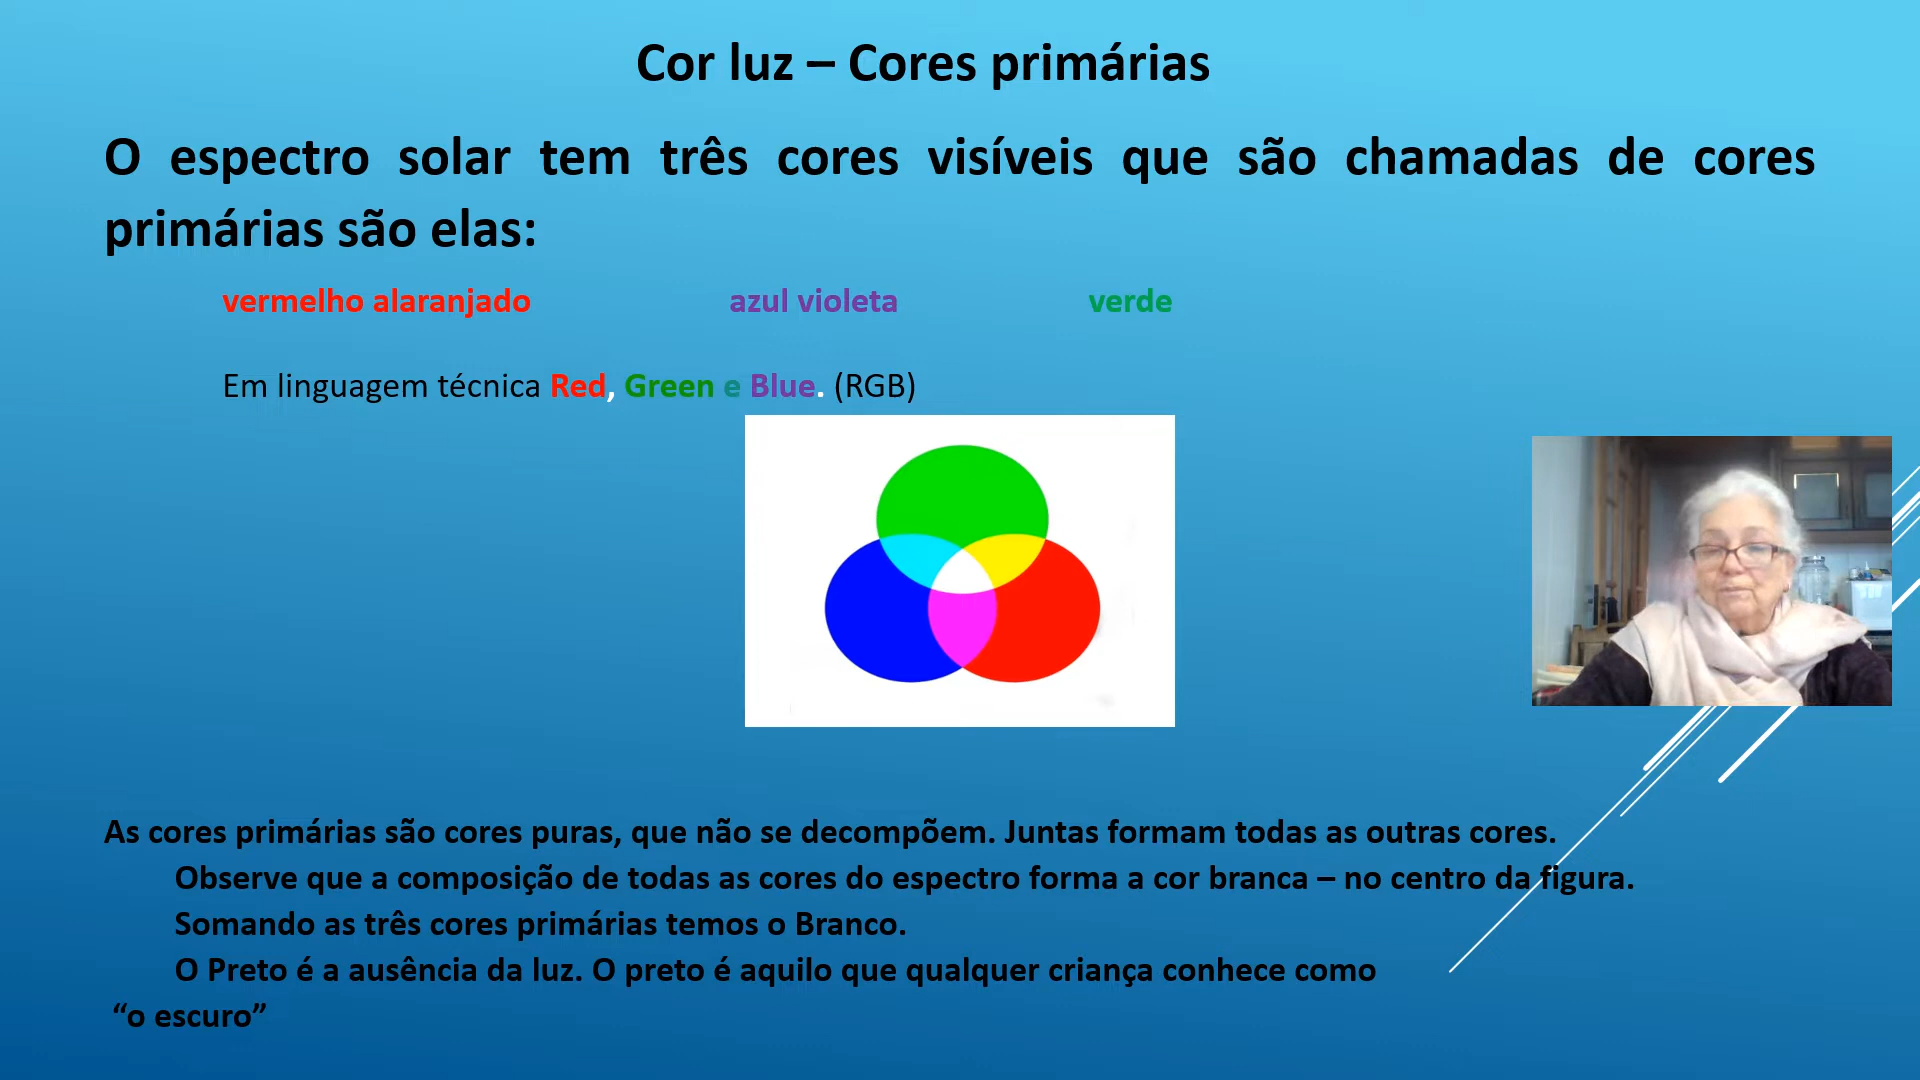 Cor luz – Cores primárias
O espectro solar tem três cores visíveis que são chamadas de cores
primárias são elas:
vermelho alaranjado azul violeta verde
Em linguagem técnica Red, Green e Blue. (RGB)
As cores primárias são cores puras, que não se decompõem. Juntas formam todas as outras cores.
Observe que a composição de todas as cores do espectro forma a cor branca – no centro da figura.
Somando as três cores primárias temos o Branco.
O Preto é a ausência da luz. O preto é aquilo que qualquer criança conhece como
“o escuro”